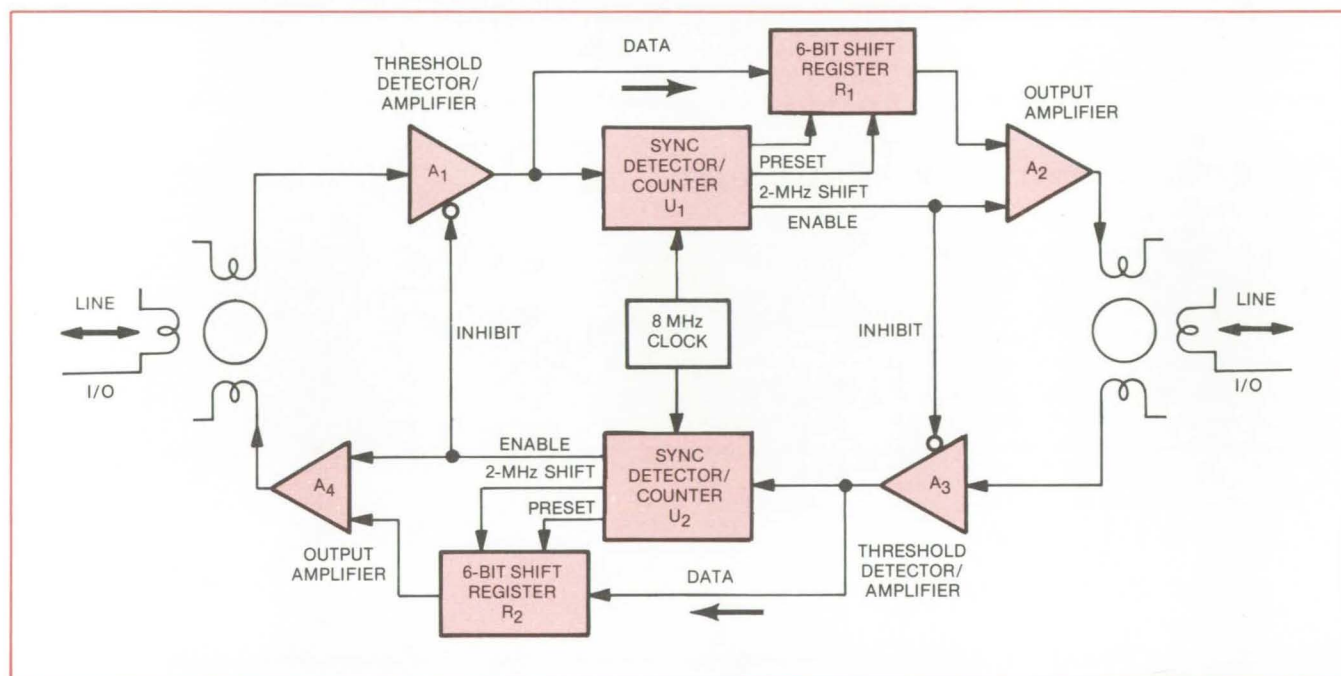 DATA
6-BIT SHIFT
REGISTER
R1
THRESHOLD
DETECTOR/
AMPLIFIER
OUTPUT
AMPLIFIER
A1
SYNC
DETECTOR/
COUNTER
U1
PRESET
2-MHz SHIFT
ENABLE
A2
LINE
I/O
INHIBIT
8 MHz
CLOCK
INHIBIT
LINE
I/O
A4
ENABLE
2-MHz SHIFT
PRESET
SYNC
DETECTOR/
COUNTER
U2
A3
OUTPUT
AMPLIFIER
6-BIT SHIFT
REGISTER
R2
DATA
THRESHOLD
DETECTOR/
AMPLIFIER